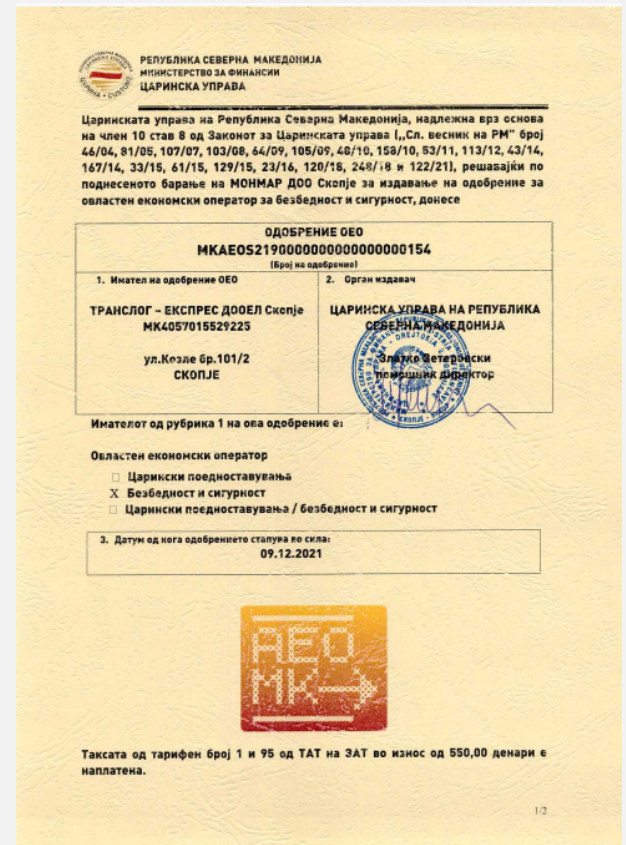 РЕПУБЛИКА СЕВЕРНА МАКЕДОНИЈА
МИНИСТЕРСТВО ЗА ФИНАНСИИ
ЦАРИНСКА УПРАВА
Царинската управа на Република Северна Македонија, надлежна врз основа
на член 10 став 8 од Законот за Царинската управа (,,Сл. весник на РМ" број
46/04, 81/05, 107/07, 103/08, 64/09, 105/09, 48/10, 158/10, 53/11, 113/12, 43/14,
167/14, 33/15, 61/15, 129/15, 23/16, 120/18, 248/18 и 122/21), решавајќи по
поднесеното барање на МОНМАР ДОО Скопје за издавање на одобрение за
овластен економски оператор за безбедност и сигурност, донесе
ОДОБРЕНИЕ ОЕО
MKAEOS2190000000000000000154
(Број на одобрение)
1. Имател на одобрение ОЕО
ТРАНСЛОГ – ЕКСПРЕС ДООЕЛ Скопје
МК4057015529225
ул.Козле бр.101/2
СКОПЈЕ
2. Орган издавач
ЦАРИНСКА УПРАВА НА РЕПУБЛИКА
СЕВЕРНА МАКЕДОНИЈА
Златко Ветеровски
помошник директор
Имателот од рубрика 1 на ова одобрение е:
Овластен економски оператор
Царински поедноставувања
X Безбедност и сигурност
Царински поедноставувања / безбедност и сигурност
3. Датум од кога одобрението стапува во сила:
09.12.2021
AEO
MK
Таксата од тарифен број 1 и 95 од ТАТ на ЗАТ во износ од 550,00 денари е
наплатена.
1/2